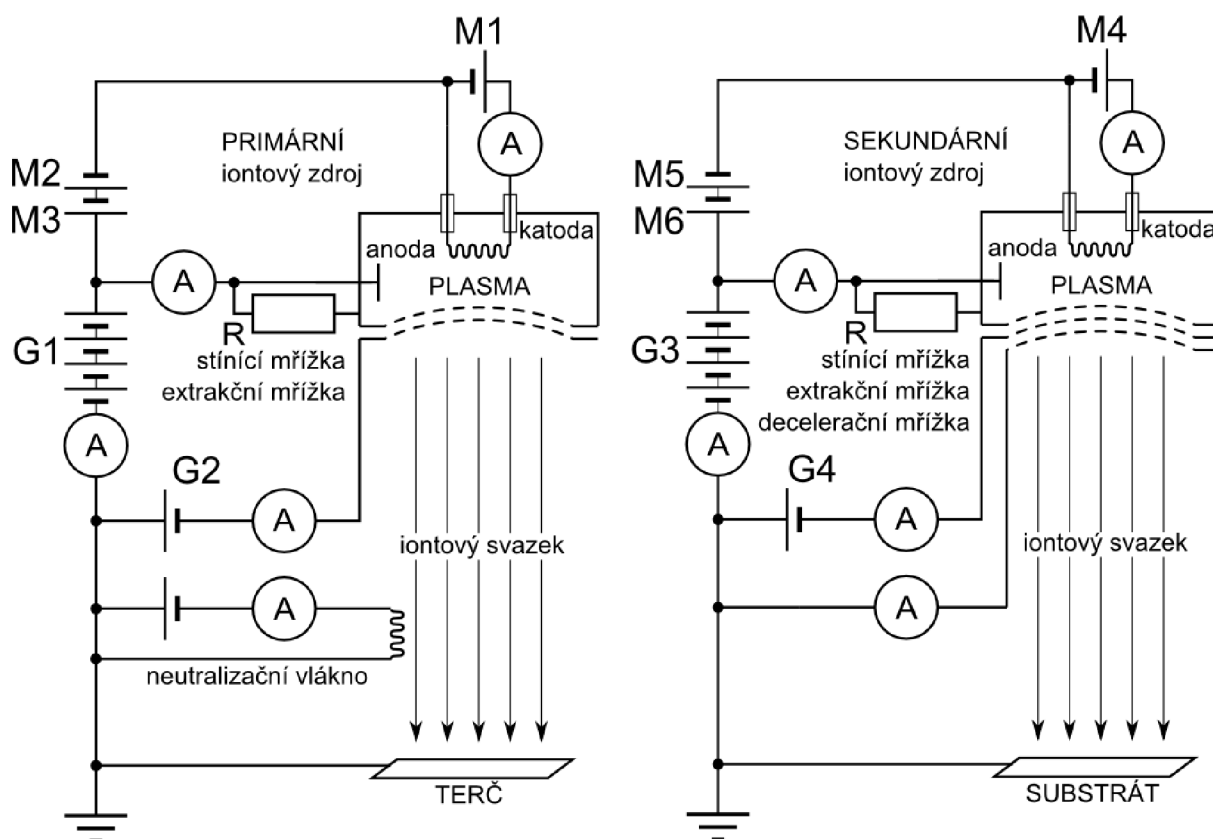 M1
PRIMÁRNÍ
iontový zdroj
A
M2
M3
katoda
anoda
A
PLASMA
R
G1
stínící mřížka
extrakční mřížka
A
G2
A
iontový svazek
A
neutralizační vlákno
TERČ
M4
SEKUNDÁRNÍ
iontový zdroj
A
M5
M6
katoda
anoda
A
PLASMA
R
G3
stínící mřížka
extrakční mřížka
decelerační mřížka
A
G4
A
iontový svazek
A
SUBSTRÁT